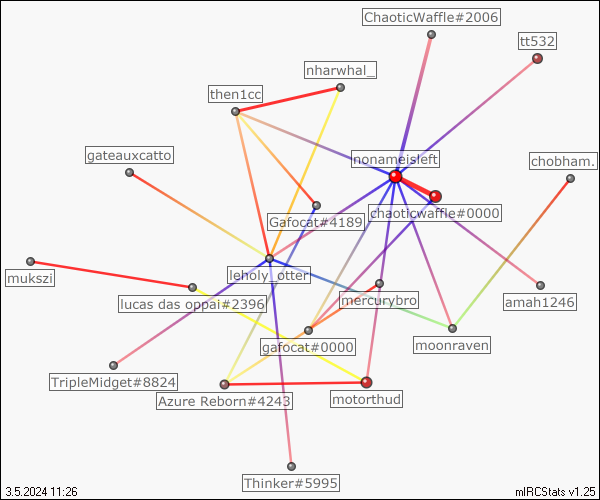 ChaoticWaffle#2006
tt532
nharwhal_
then1cc
gateauxcatto
nonameisleft
chobham.
chaoticwaffle#0000
Gafocat#4189
mukszi
leholy_otter
lucas das oppai#2396
mercurybro
amah1246
gafocat#0000
moonraven
TripleMidget#8824
Azure Reborn#4243
motorthud
Thinker#5995
3.5.2024 11:26
mIRCStats v1.25